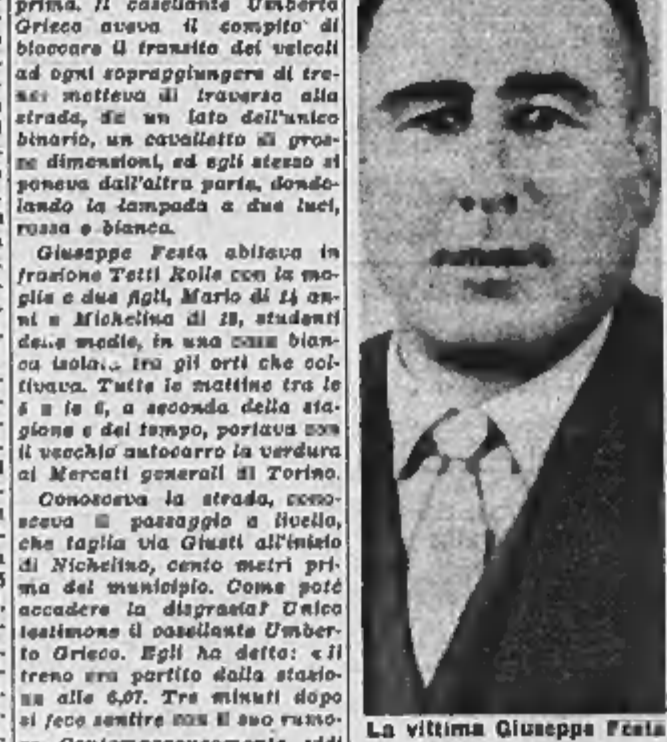 prima. Il casellante Umberto
Grieco aveva il compito di
bloccare il transito dei veicoli
ad ogni sopraggiungere di tre-
metteva di traverso alla
strada, da un lato dell'unico
binario, un cavalletto di gros-
se dimensioni, ed egli stesso si
poneva dall'altra parte, dondo-
lando la lampada a due luci,
rossa e bianca.
Giuseppe Festa abitava in
frazione Tetti Rolle con la mo-
glie e due figli, Mario di 14 an-
ni e Michelina di, studenti
delle medie, in una casa bian-
ca isolata tra gli orti che col-
tivava. Tutte le mattine tra le
5 e le 6, a seconda della sta-
gione e del tempo, portava con
il vecchio autocarro la verdura
ai Mercati generali di Torino.
Conosceva la strada, cono-
sceva il passaggio a livello,
che taglia via Giusti all'inizio
di Nichelino, cento metri pri-
ma del municipio. Come poté
accadere la disgrazia? Unico
testimone il casellante Umber-
to Grieco. Egli ha detto: « Il
treno era partito dalla stazio-
ne alle 6,07. Tre minuti dopo
si fece sentire con il suo rumo-
Contemporaneamente
La vittima Giuseppe Festa